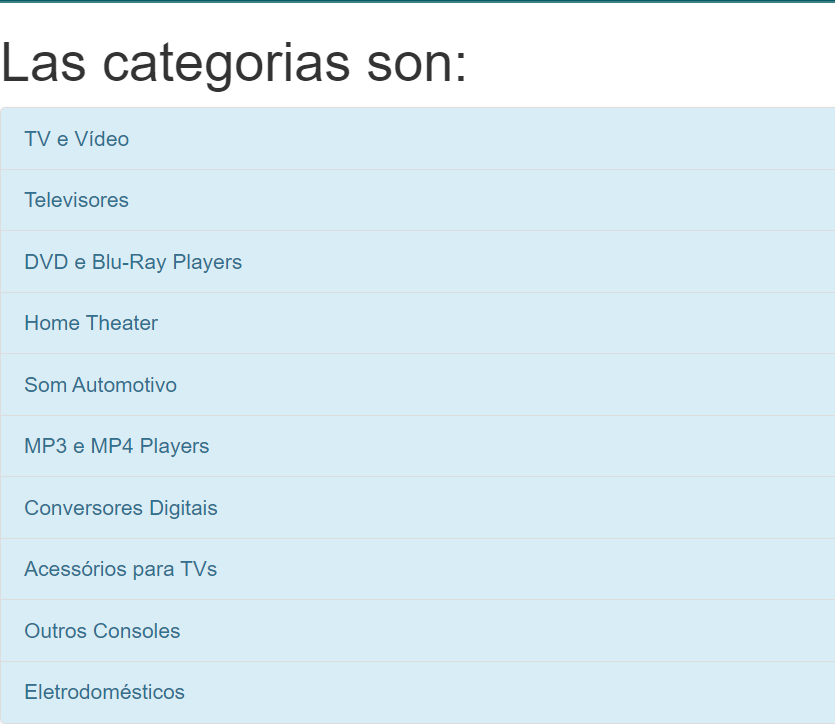 Las categorias son:
TV e Vídeo
Televisores
DVD e Blu-Ray Players
Home Theater
Som Automotivo
MP3 e MP4 Players
Conversores Digitais
Acessórios para TVs
Outros Consoles
Eletrodomésticos